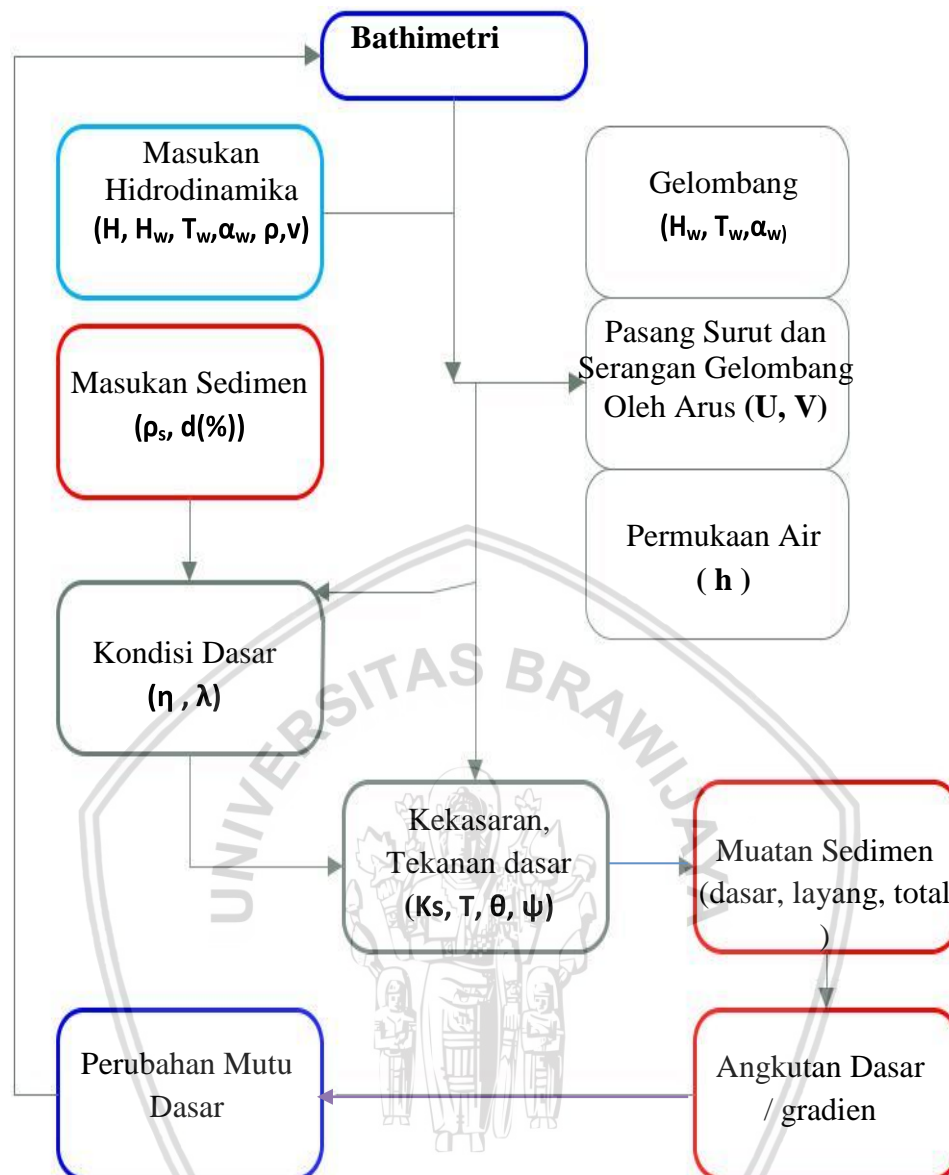 Bathimetri
Masukan
Hidrodinamika
(H, Hw, Tw,αw, ρ,v)
Gelombang
(Hw, Tw,αw)
Masukan Sedimen
(ρs, d(%))
Pasang Surut dan
Serangan Gelombang
Oleh Arus (U, V)
Permukaan Air
( h )
Kondisi Dasar
(η , λ)
UNIVERSITAS BRAWIJAYA
Kekasaran,
Tekanan dasar
(Ks, T, θ, ψ)
Muatan Sedimen
(dasar, layang, total
)
Perubahan Mutu
Dasar
Angkutan Dasar
/ gradien